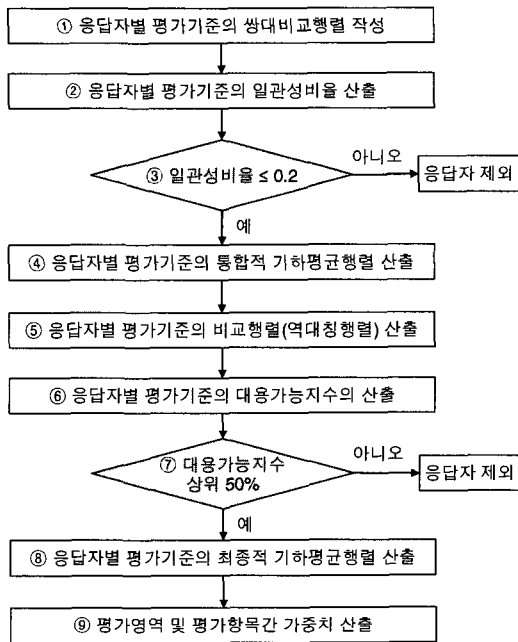 ① 응답자별 평가기준의 쌍대비교행렬 작성
② 응답자별 평가기준의 일관성비율 산출
③ 일관성비율 ≤ 0.2
아니오
응답자 제외
예
④ 응답자별 평가기준의 통합적 기하평균행렬 산출
⑤ 응답자별 평가기준의 비교행렬(역대칭행렬) 산출
⑥ 응답자별 평가기준의 대용가능지수의 산출
⑦ 대용가능지수
상위 50%
아니오
응답자 제외
예
⑧ 응답자별 평가기준의 최종적 기하평균행렬 산출
⑨ 평가영역 및 평가항목간 가중치 산출